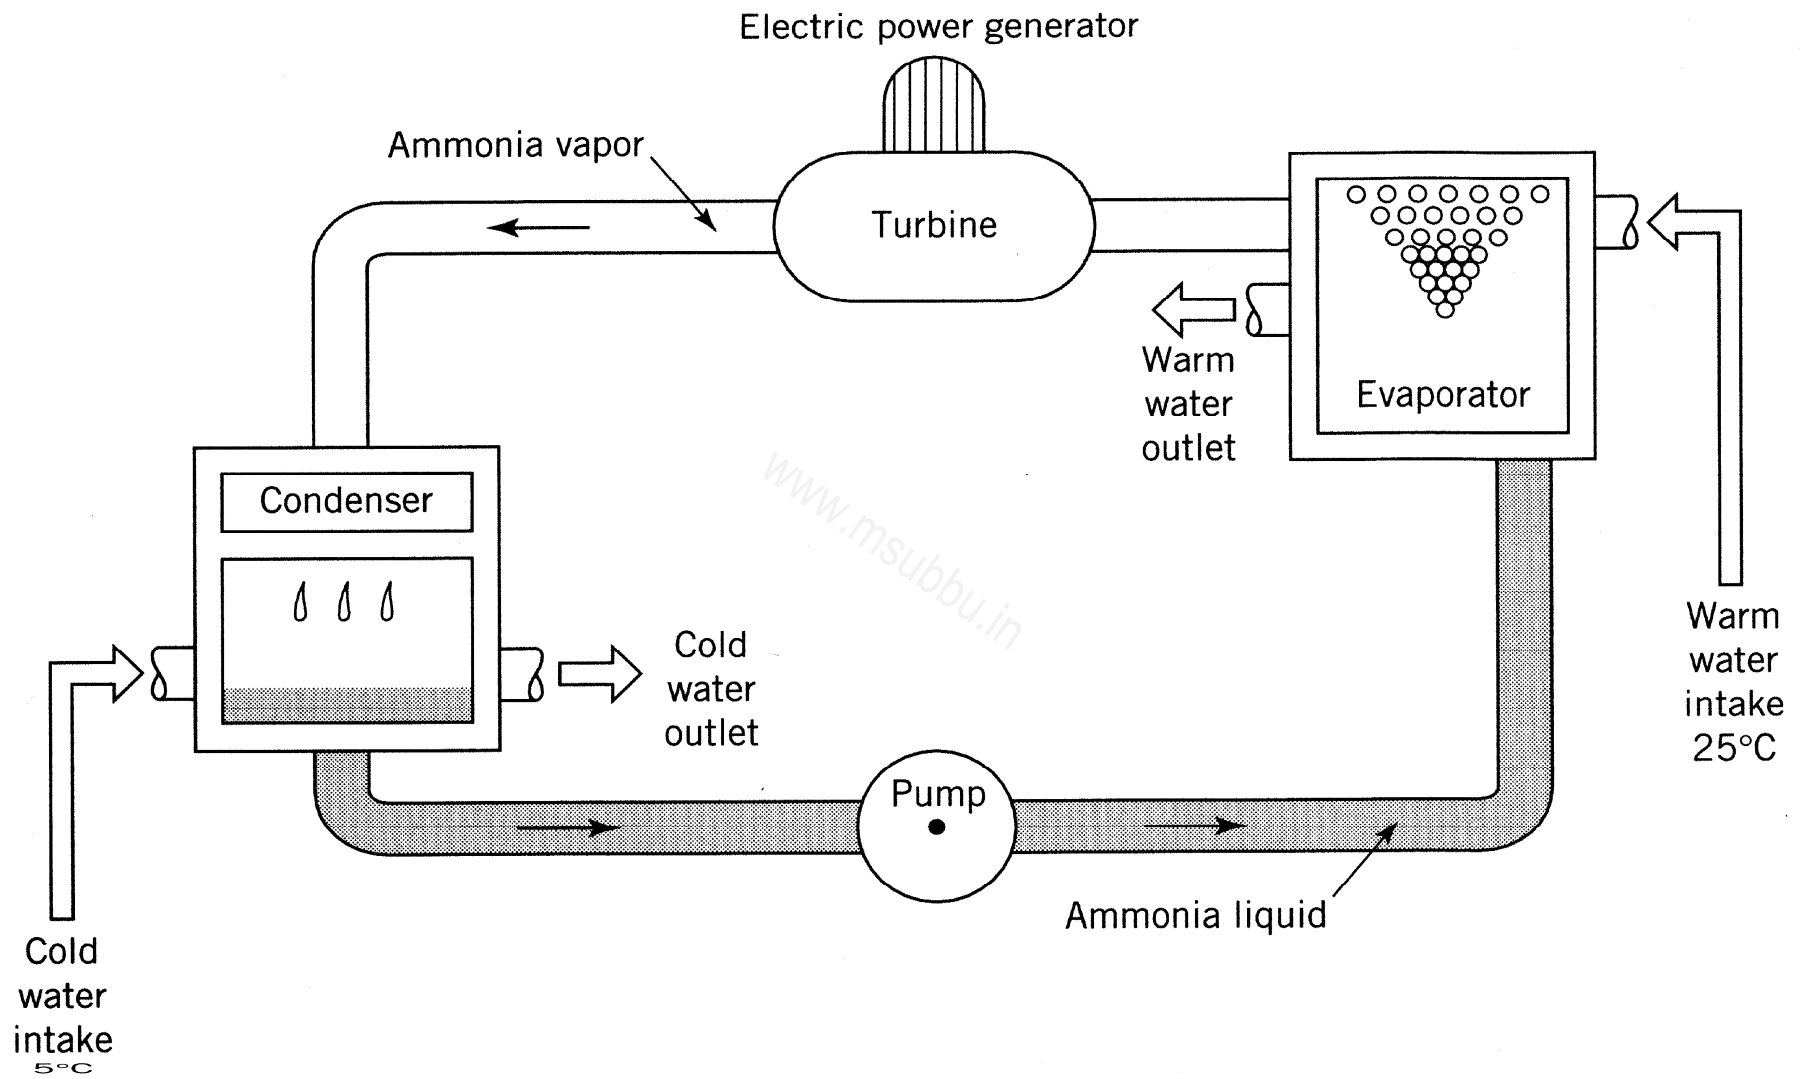 Electric power generator
Ammonia vapor
Turbine
Warm
water
outlet
Evaporator
Condenser
www.msubbu.in
Cold
water
outlet
Warm
water
intake
25°C
Pump
Ammonia liquid
Cold
water
intake
5°C